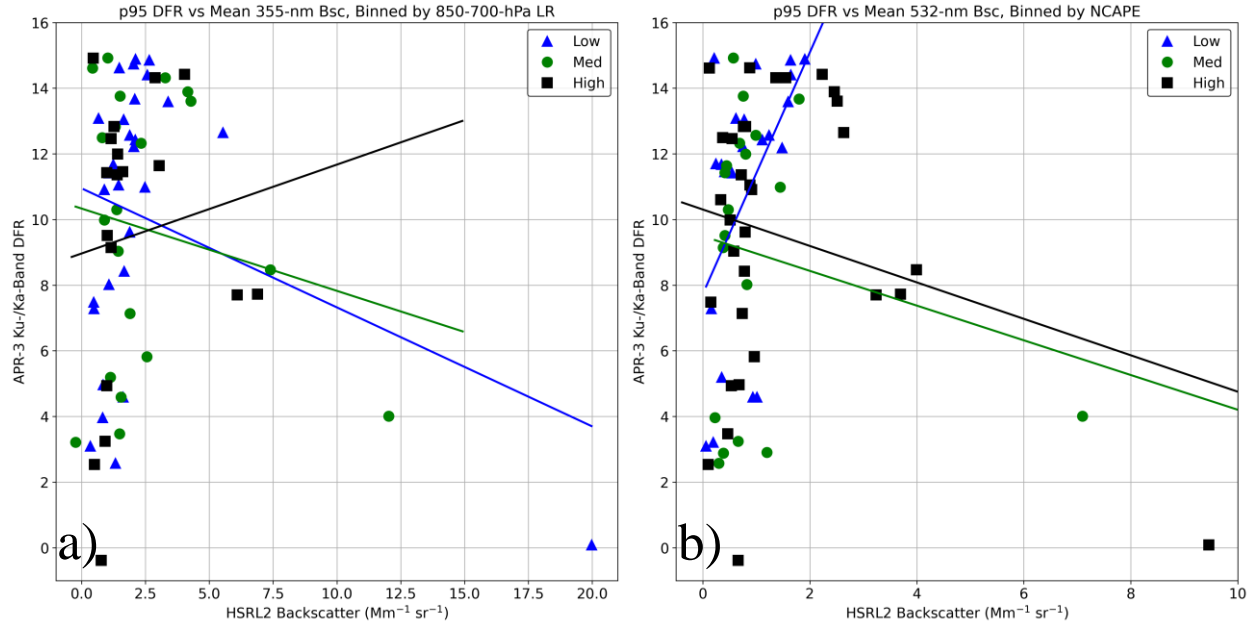 p95 DFR vs Mean 355-nm Bsc, Binned by 850-700-hPa LR
16
14
12
10
8
6
4
2
0
APR-3 Ku-/Ka-Band DFR
Low
Med
High
a)
0.0 2.5 5.0 7.5 10.0 12.5 15.0 17.5 20.0
HSRL2 Backscatter (Mm⁻¹ sr⁻¹)
p95 DFR vs Mean 532-nm Bsc, Binned by NCAPE
16
14
12
10
8
6
4
2
0
APR-3 Ku-/Ka-Band DFR
Low
Med
High
b)
0 2 4 6 8 10
HSRL2 Backscatter (Mm⁻¹ sr⁻¹)